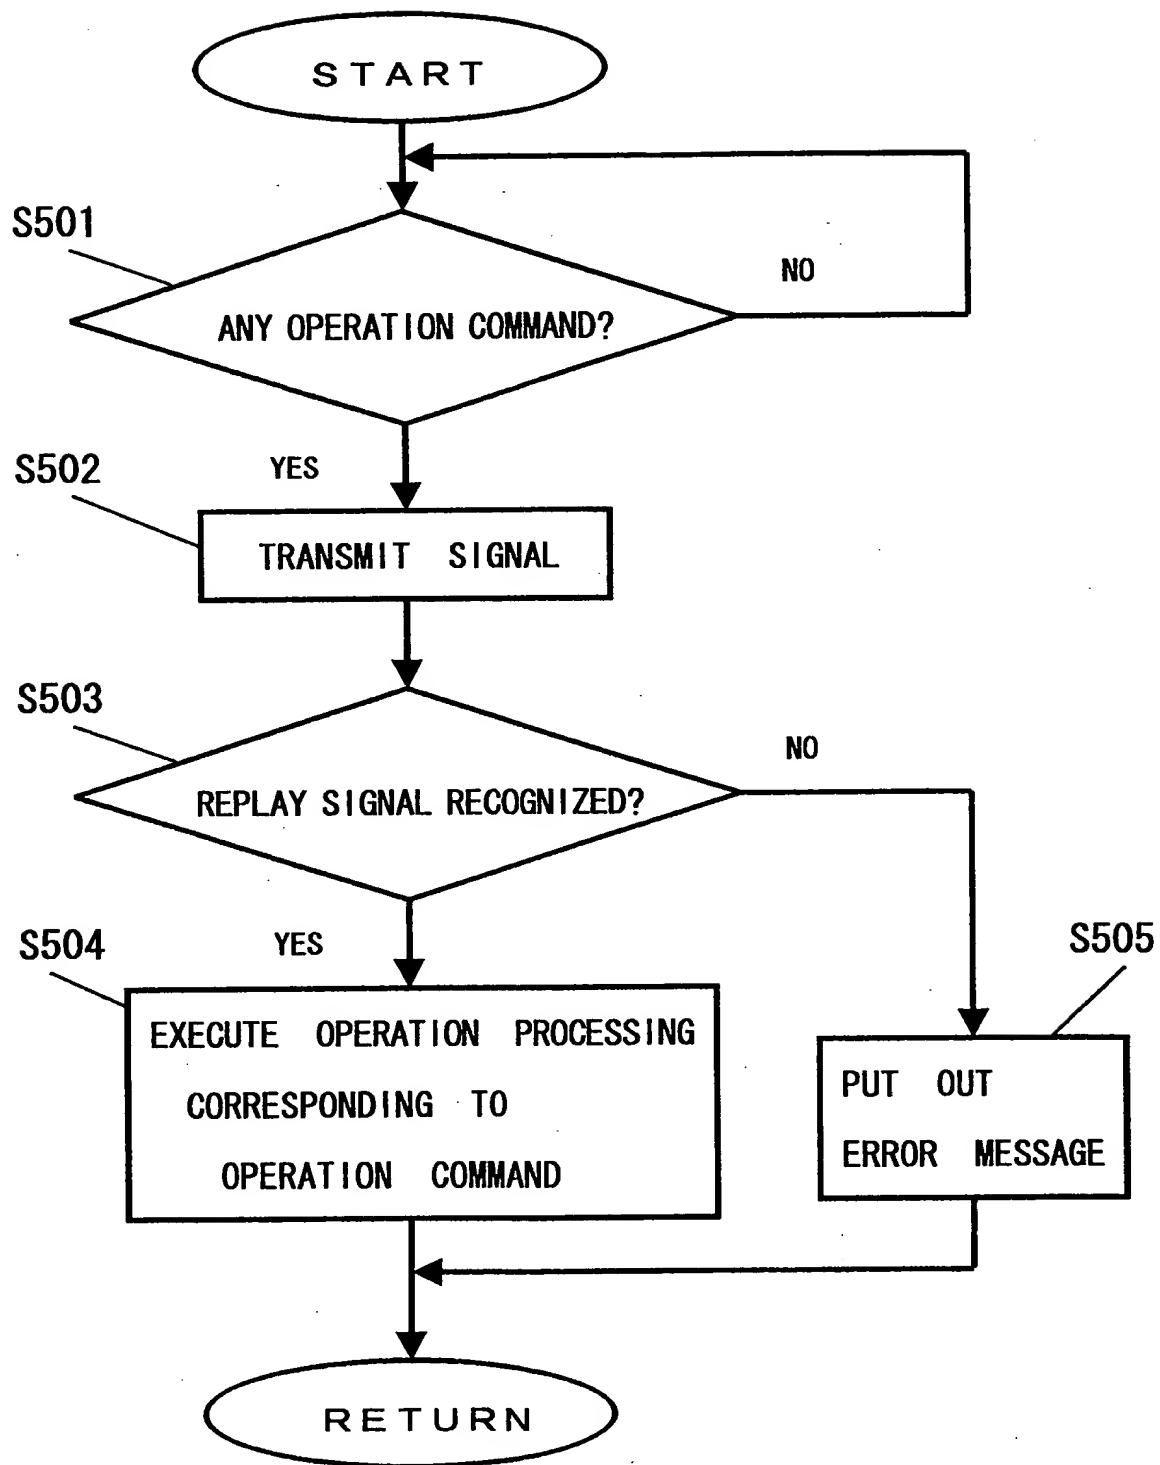 START
S501
NO
ANY OPERATION COMMAND?
YES
S502
TRANSMIT SIGNAL
S503
NO
REPLAY SIGNAL RECOGNIZED?
YES
S504
S505
EXECUTE OPERATION PROCESSING
CORRESPONDING TO
OPERATION COMMAND
PUT OUT
ERROR MESSAGE
RETURN